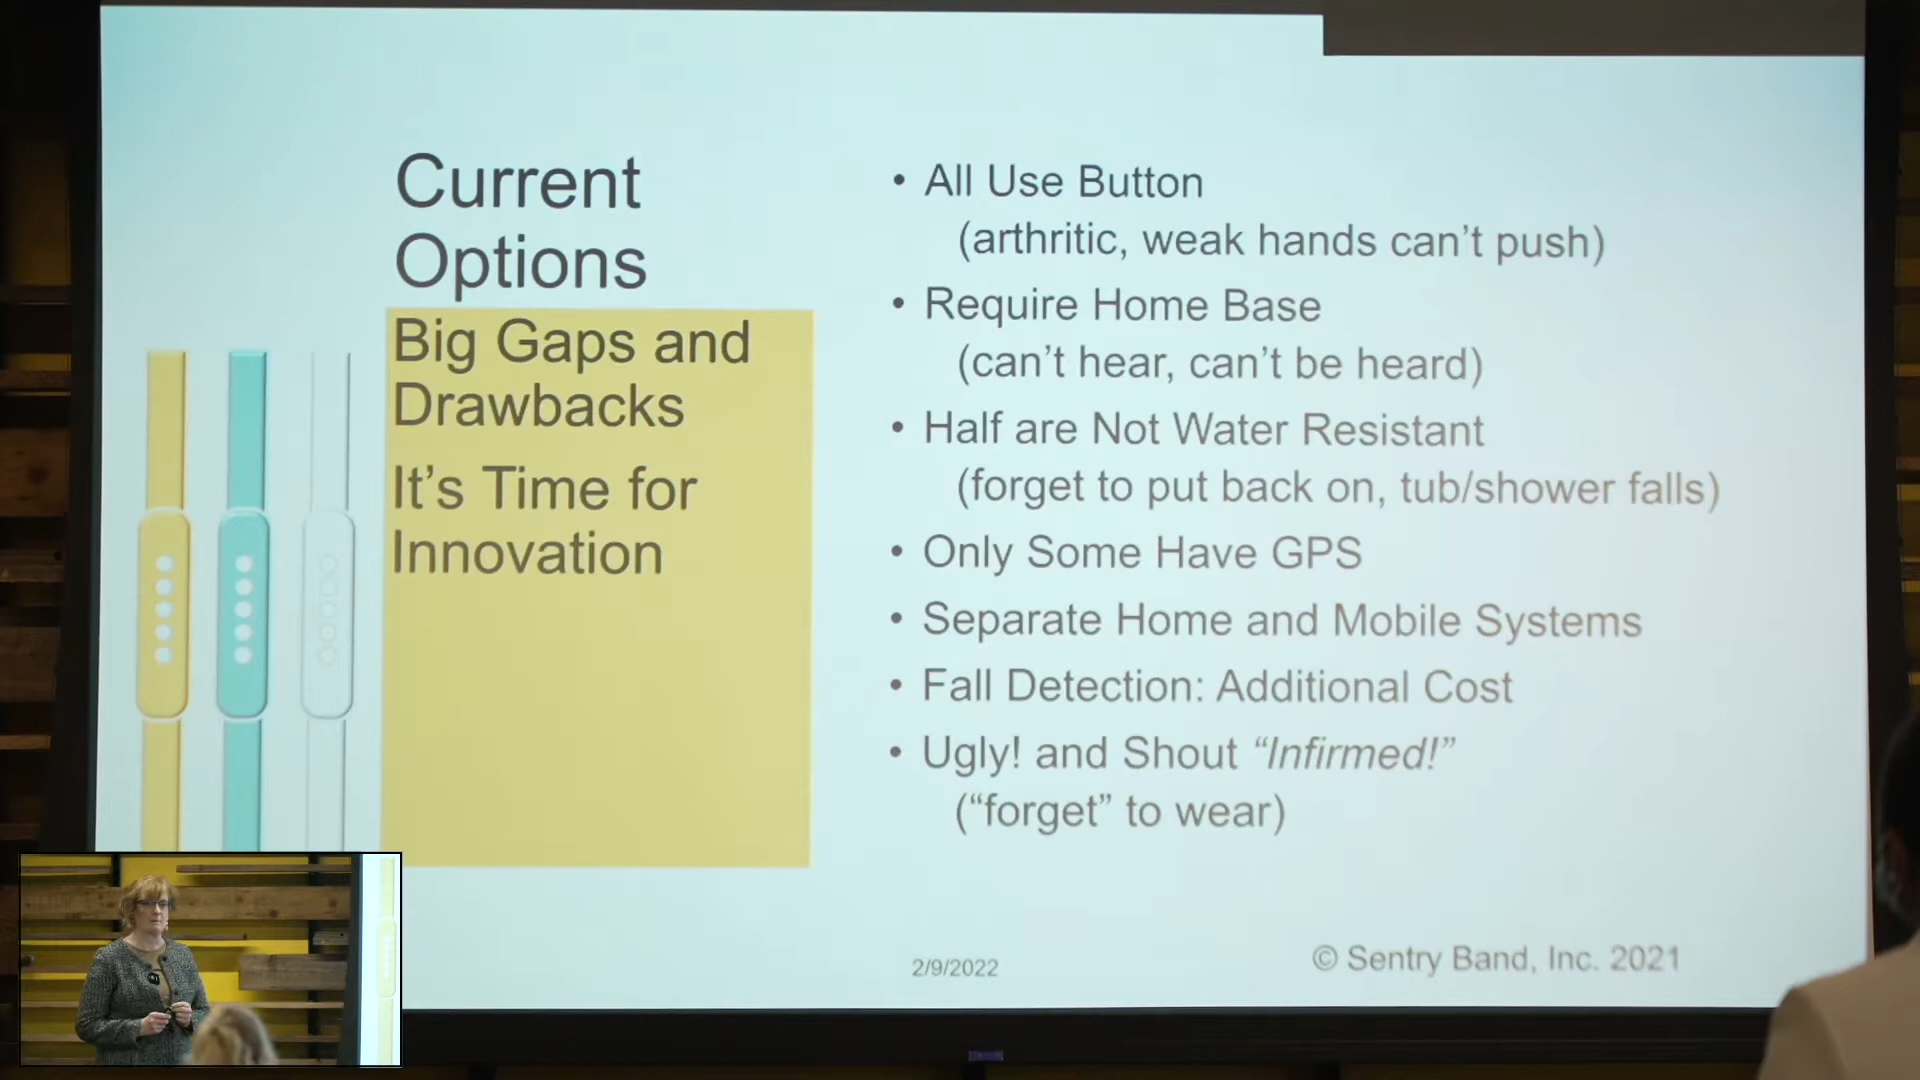 Current
Options
Big Gaps and
Drawbacks
It’s Time for
Innovation
• All Use Button
(arthritic, weak hands can’t push)
• Require Home Base
(can’t hear, can’t be heard)
• Half are Not Water Resistant
(forget to put back on, tub/shower falls)
• Only Some Have GPS
• Separate Home and Mobile Systems
• Fall Detection: Additional Cost
• Ugly! and Shout “Infirmed!”
(“forget” to wear)
2/9/2022
© Sentry Band, Inc. 2021